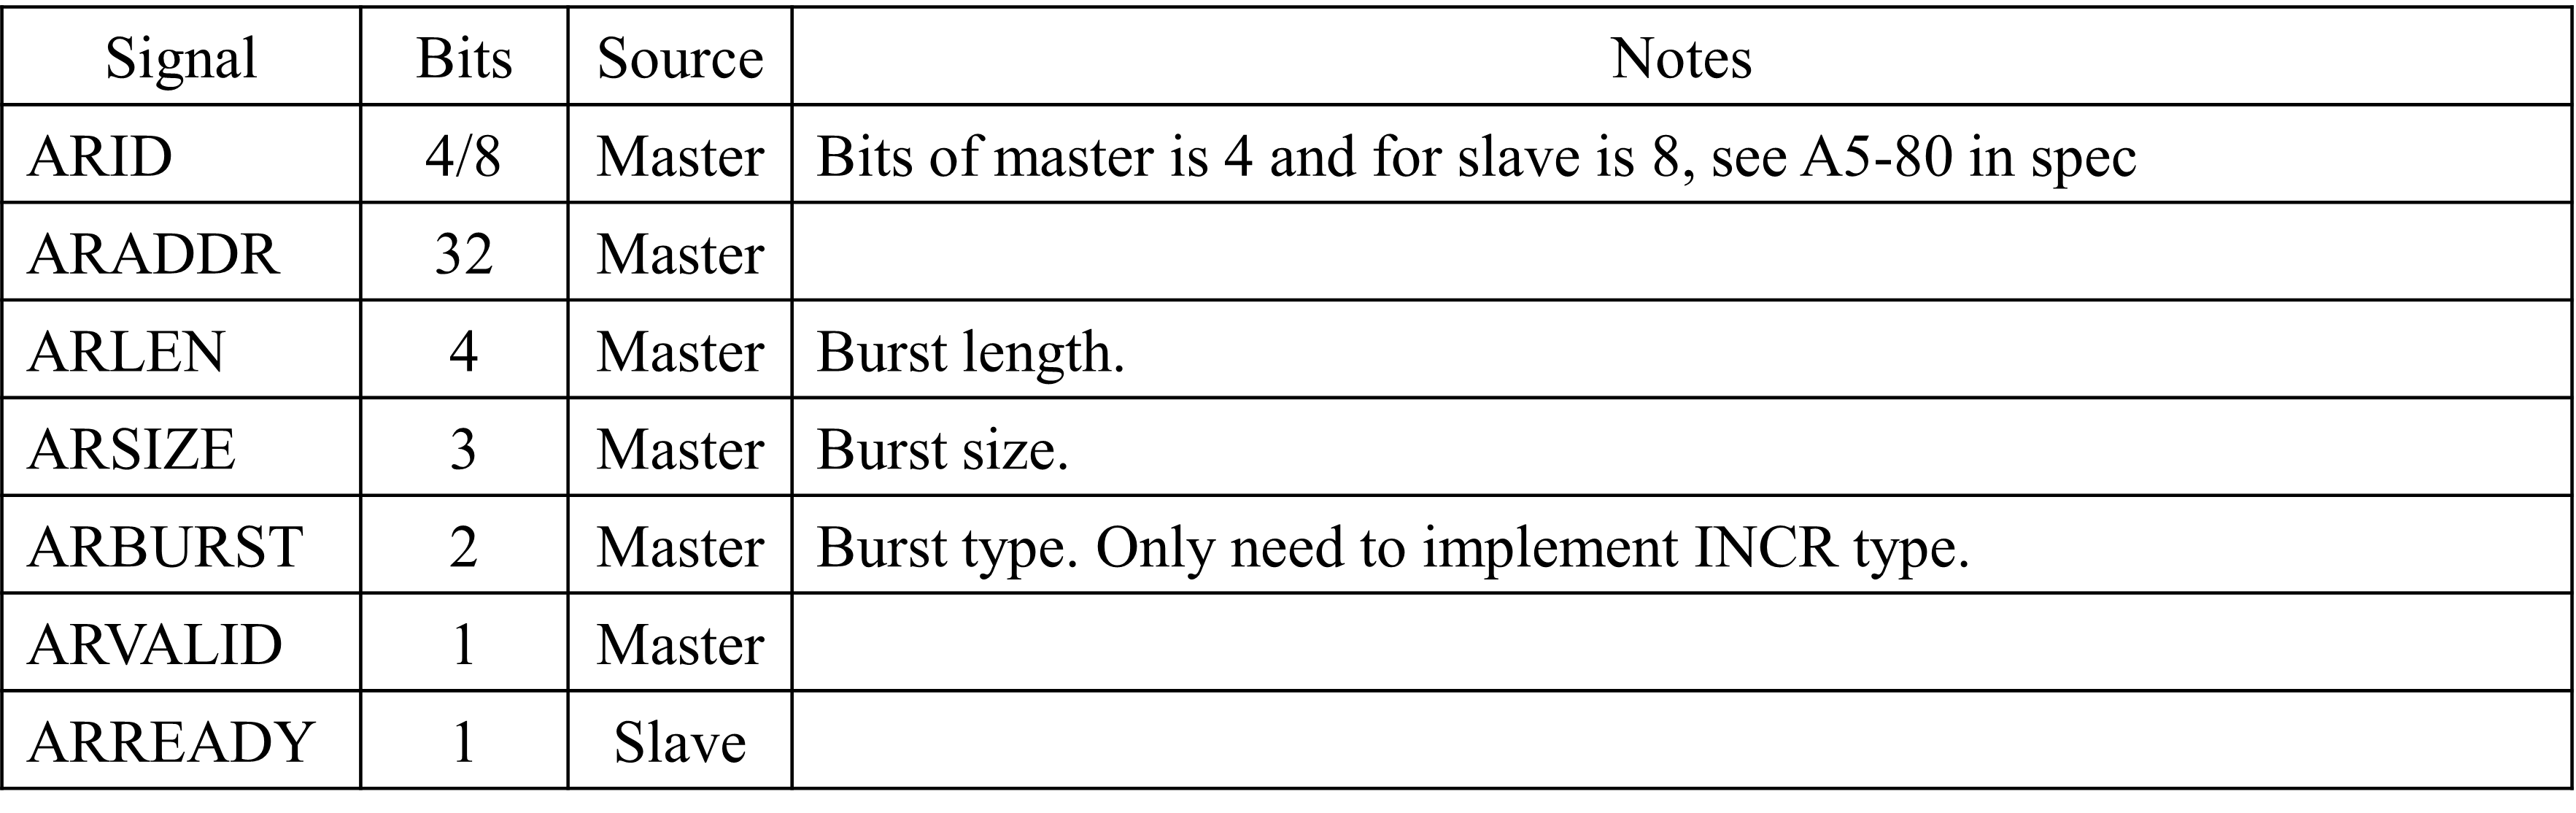 Signal Bits Source Notes
ARID 4/8 Master Bits of master is 4 and for slave is 8, see A5-80 in spec
ARADDR 32 Master
ARLEN 4 Master Burst length.
ARSIZE 3 Master Burst size.
ARBURST 2 Master Burst type. Only need to implement INCR type.
ARVALID 1 Master
ARREADY 1 Slave